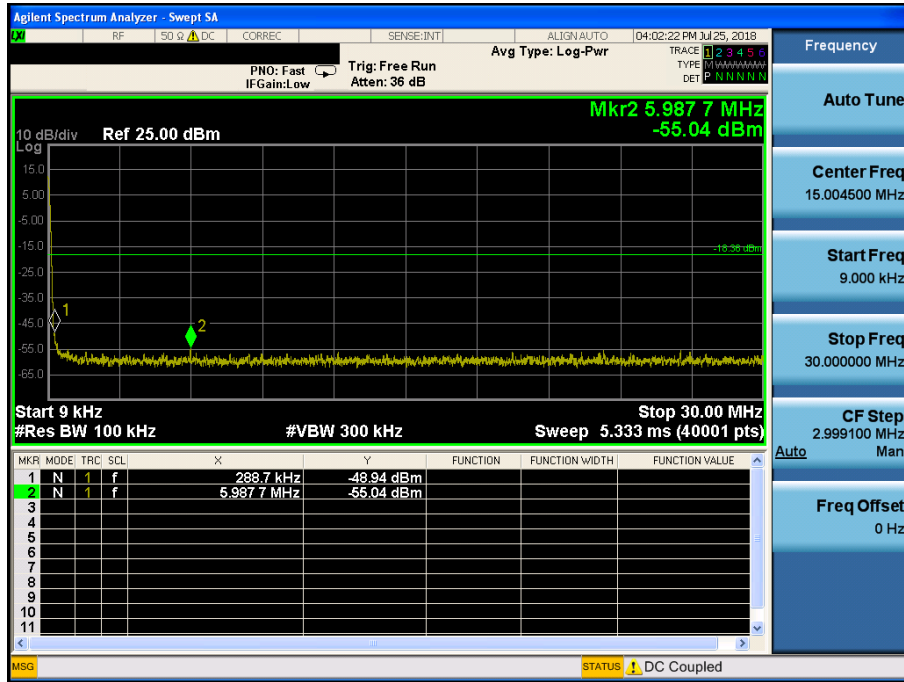 Agilent Spectrum Analyzer - Swept SA
LXI RF 50 Ω DC CORREC SENSE:INT ALIGNAUTO 04:02:22 PM Jul 25, 2018
Avg Type: Log-Pwr TRACE 1 2 3 4 5 6
PNO: Fast Trig: Free Run TYPE M WWWWW
IFGain:Low Atten: 36 dB DET P N N N N N
Mkr2 5.987 7 MHz
10 dB/div Ref 25.00 dBm -55.04 dBm
Log
15.0
5.00
-5.00
-15.0
-18.36 dBm
-25.0
-35.0
1
-45.0
2
-55.0
-65.0
Start 9 kHz Stop 30.00 MHz
#Res BW 100 kHz #VBW 300 kHz Sweep 5.333 ms (40001 pts)
MKR MODE TRC SCL X Y FUNCTION FUNCTION WIDTH FUNCTION VALUE
1 N 1 f 288.7 kHz -48.94 dBm
2 N 1 f 5.987 7 MHz -55.04 dBm
3
4
5
6
7
8
9
10
11
MSG STATUS DC Coupled
Frequency
Auto Tune
Center Freq
15.004500 MHz
Start Freq
9.000 kHz
Stop Freq
30.000000 MHz
CF Step
2.999100 MHz
Auto Man
Freq Offset
0 Hz